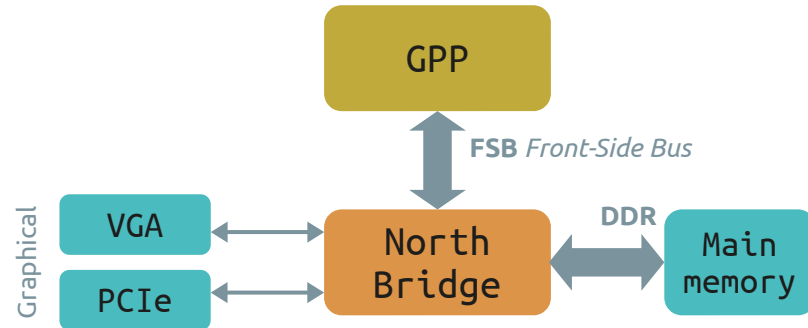 GPP
FSB Front-Side Bus
Graphical
VGA
PCIe
North
Bridge
DDR
Main
memory